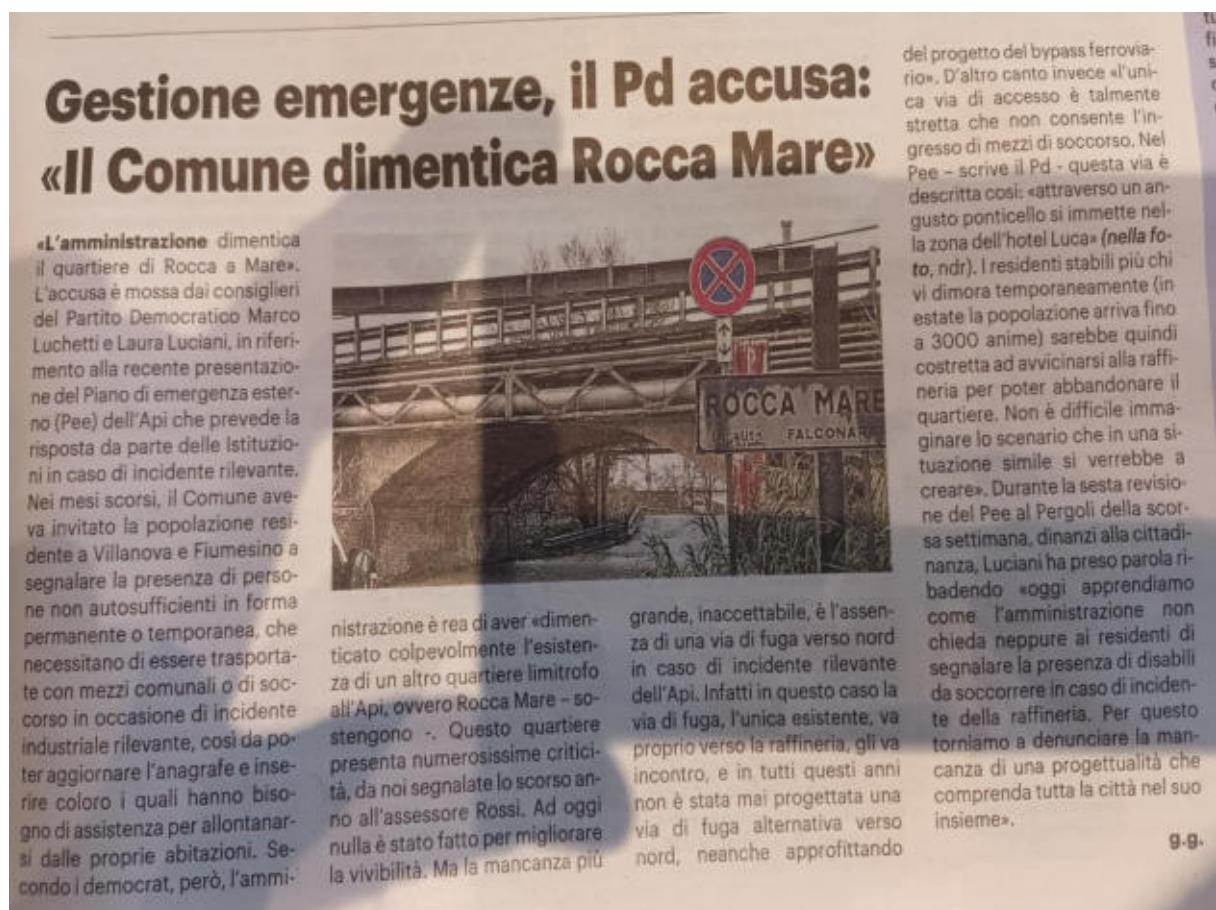 Gestione emergenze, il Pd accusa:
«Il Comune dimentica Rocca Mare»
«L'amministrazione dimentica
il quartiere di Rocca a Mare».
L'accusa è mossa dai consiglieri
del Partito Democratico Marco
Luchetti e Laura Luciani, in riferi-
mento alla recente presentazio-
ne del Piano di emergenza ester-
no (Pee) dell'Api che prevede la
risposta da parte delle Istituzio-
ni in caso di incidente rilevante.
Nei mesi scorsi, il Comune ave-
va invitato la popolazione resi-
dente a Villanova e Fiumesino a
segnalare la presenza di perso-
ne non autosufficienti in forma
permanente o temporanea, che
necessitano di essere trasporta-
te con mezzi comunali o di soc-
corso in occasione di incidente
industriale rilevante, così da po-
ter aggiornare l'anagrafe e inse-
rire coloro i quali hanno biso-
gno di assistenza per allontanar-
si dalle proprie abitazioni. Se-
condo i democrat, però, l'ammi-
ROCCA MARE
FALCONARA
nistrazione è rea di aver «dimen-
ticato colpevolmente l'esisten-
za di un altro quartiere limitrofo
all'Api, ovvero Rocca Mare – so-
stengono -. Questo quartiere
presenta numerosissime critici-
tà, da noi segnalate lo scorso an-
no all'assessore Rossi. Ad oggi
nulla è stato fatto per migliorare
la vivibilità. Ma la mancanza più
grande, inaccettabile, è l'assen-
za di una via di fuga verso nord
in caso di incidente rilevante
dell'Api. Infatti in questo caso la
via di fuga, l'unica esistente, va
proprio verso la raffineria, gli va
incontro, e in tutti questi anni
non è stata mai progettata una
via di fuga alternativa verso
nord, neanche approfittando
del progetto del bypass ferrovia-
rio». D'altro canto invece «l'uni-
ca via di accesso è talmente
stretta che non consente l'in-
gresso di mezzi di soccorso. Nel
Pee – scrive il Pd - questa via è
descritta così: «attraverso un an-
gusto ponticello si immette nel-
la zona dell'hotel Luca» (nella fo-
to, ndr). I residenti stabili più chi
vi dimora temporaneamente (in
estate la popolazione arriva fino
a 3000 anime) sarebbe quindi
costretta ad avvicinarsi alla raffi-
neria per poter abbandonare il
quartiere. Non è difficile imma-
ginare lo scenario che in una si-
tuazione simile si verrebbe a
creare». Durante la sesta revisio-
ne del Pee al Pergoli della scor-
sa settimana, dinanzi alla cittadi-
nanza, Luciani ha preso parola ri-
badendo «oggi apprendiamo
come l'amministrazione non
chieda neppure ai residenti di
segnalare la presenza di disabili
da soccorrere in caso di inciden-
te della raffineria. Per questo
torniamo a denunciare la man-
canza di una progettualità che
comprenda tutta la città nel suo
insieme».
g.g.